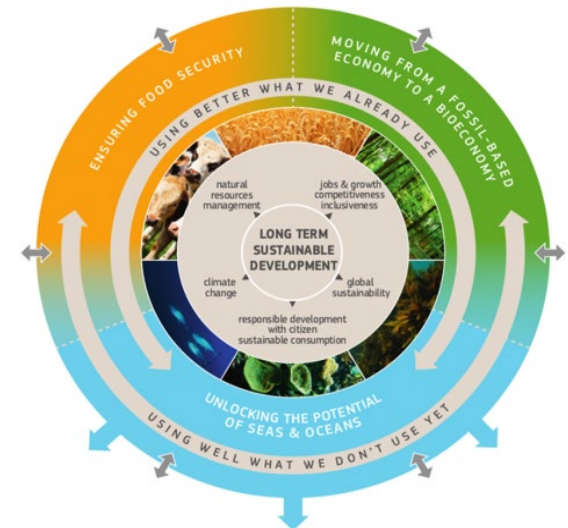 ENSURING FOOD SECURITY
MOVING FROM A FOSSIL-BASED
ECONOMY TO A BIOECONOMY
USING BETTER WHAT WE ALREADY USE
natural
resources
management
jobs & growth
competitiveness
inclusiveness
LONG TERM
SUSTAINABLE
DEVELOPMENT
climate
change
global
sustainability
responsible development
with citizen
sustainable consumption
UNLOCKING THE POTENTIAL
OF SEAS & OCEANS
USING WELL WHAT WE DON'T USE YET